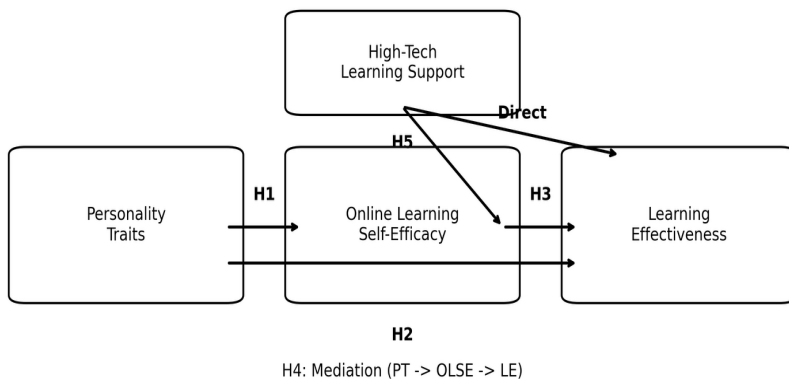 High-Tech
Learning Support
Direct
H5
H1
H3
Personality
Traits
Online Learning
Self-Efficacy
Learning
Effectiveness
H2
H4: Mediation (PT -> OLSE -> LE)